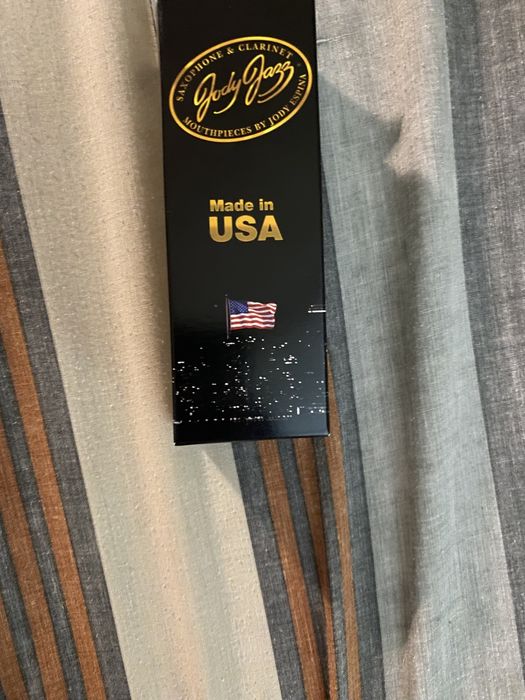 SAXOPHONE & CLARINET
Jody Jazz
MOUTHPIECES BY JODY ESPINA
Made in
USA